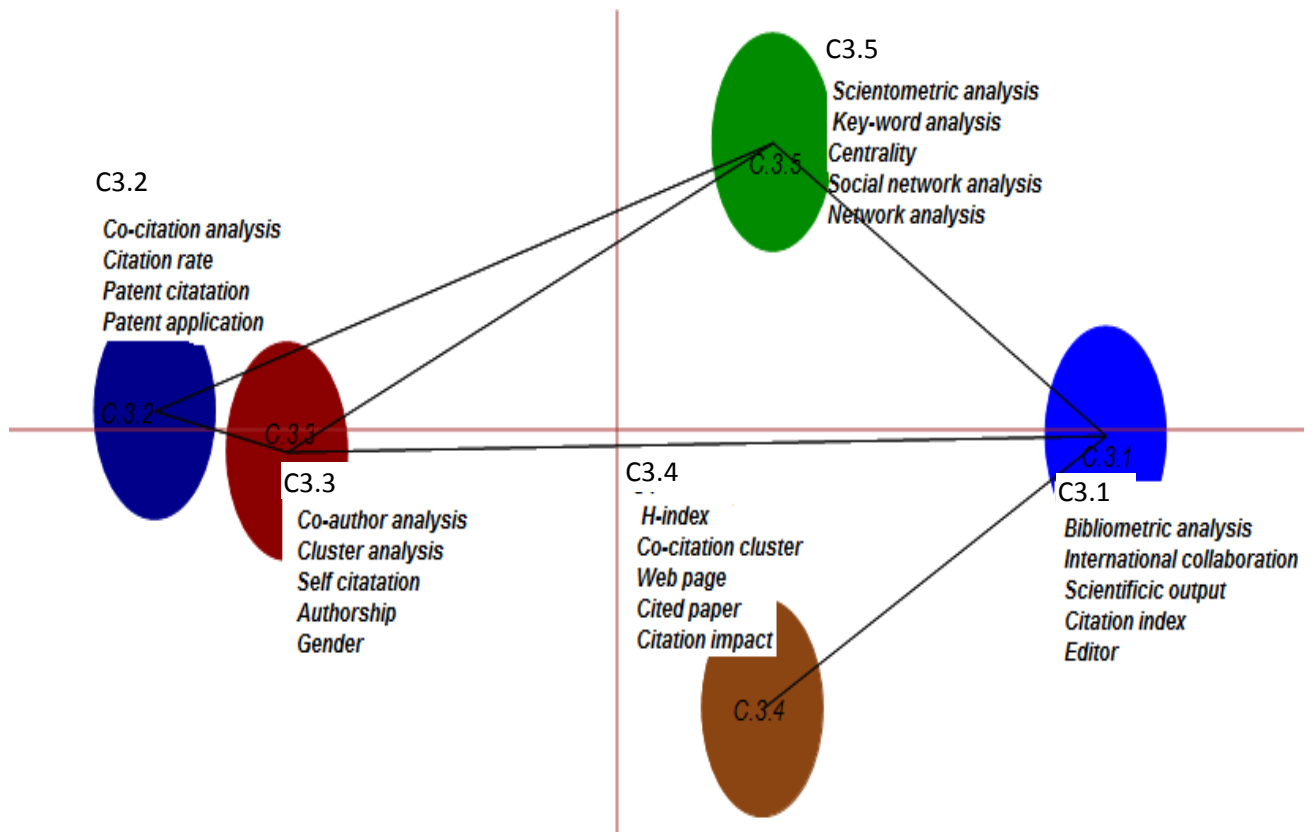 C3.5
Scientometric analysis
Key-word analysis
Centrality
Social network analysis
Network analysis
C.3.5
C3.2
Co-citation analysis
Citation rate
Patent citatation
Patent application
C.3.2
C.3.3
C3.3
Co-author analysis
Cluster analysis
Self citatation
Authorship
Gender
C3.4
H-index
Co-citation cluster
Web page
Cited paper
Citation impact
C.3.4
C.3.1
C3.1
Bibliometric analysis
International collaboration
Scientificic output
Citation index
Editor